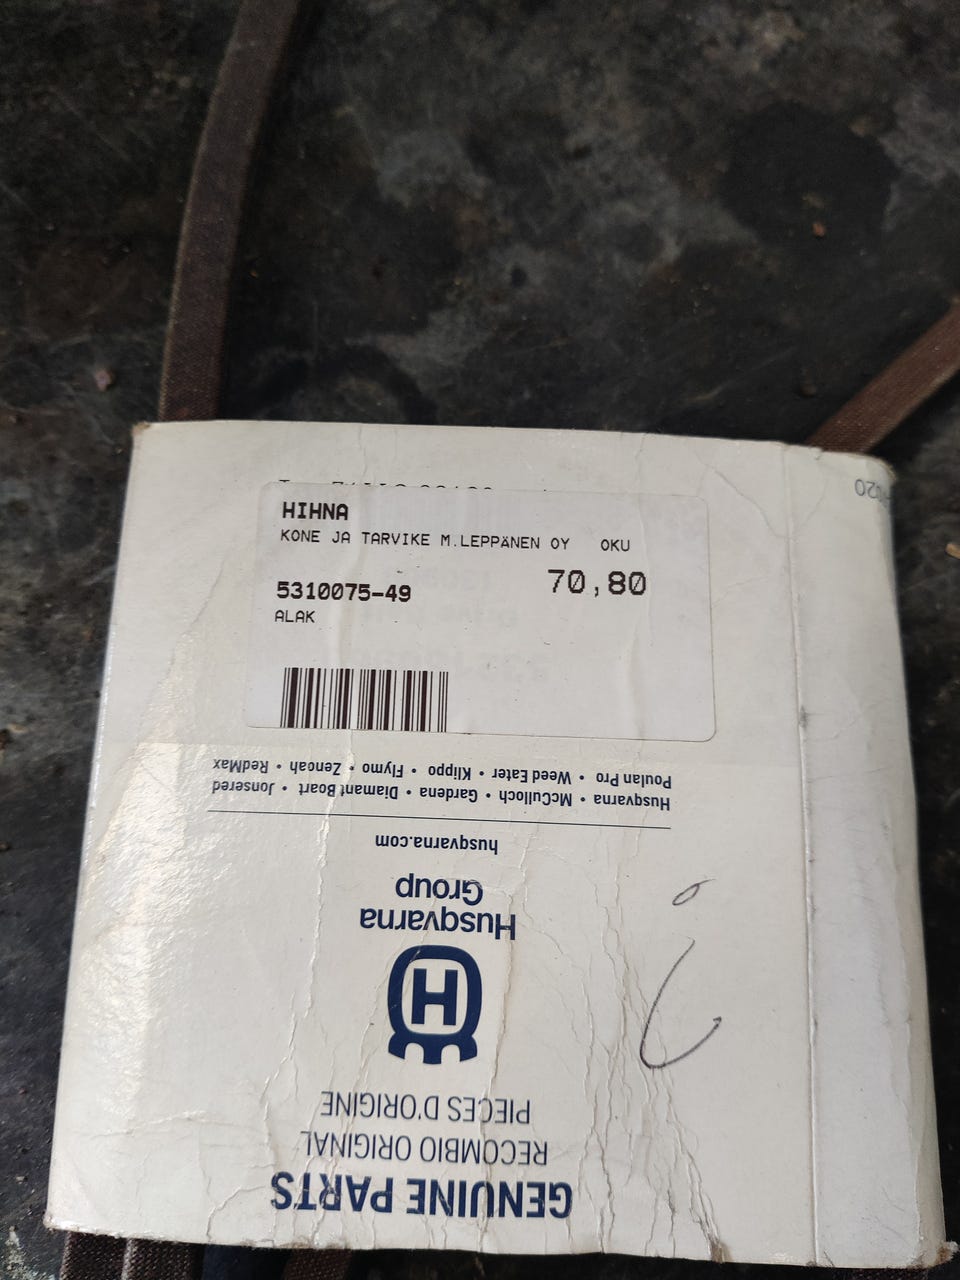 HIHNA
KONE JA TARVIKE M.LEPPÄNEN OY OKU
5310075-49 70,80
ALAK
GENUINE PARTS
RECOMBIO ORIGINAL
PIECES D'ORIGINE
H
Husqvarna
Group
husqvarna.com
Husqvarna • McCulloch • Gardena • Diamant Boart • Jonsered
Poulan Pro • Weed Eater • Klippo • Flymo • Zenoah • RedMax